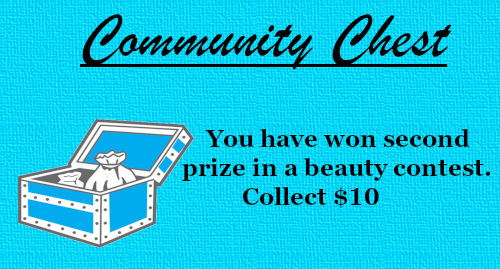 Community Chest
You have won second
prize in a beauty contest.
Collect $10